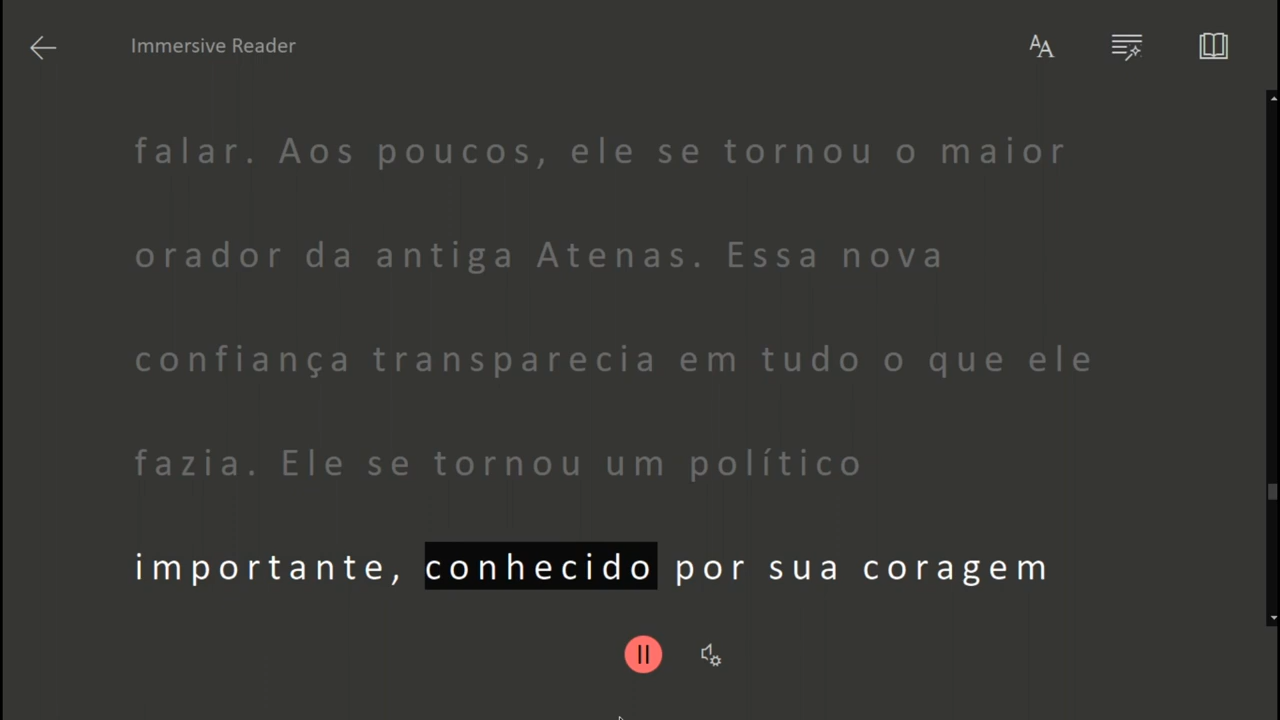 Immersive Reader
falar. Aos poucos, ele se tornou o maior
orador da antiga Atenas. Essa nova
confiança transparecia em tudo o que ele
fazia. Ele se tornou um político
importante, conhecido por sua coragem